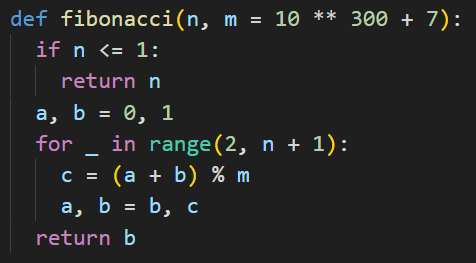 def fibonacci(n, m = 10 ** 300 + 7):
  if n <= 1:
    return n
  a, b = 0, 1
  for _ in range(2, n + 1):
    c = (a + b) % m
    a, b = b, c
  return b